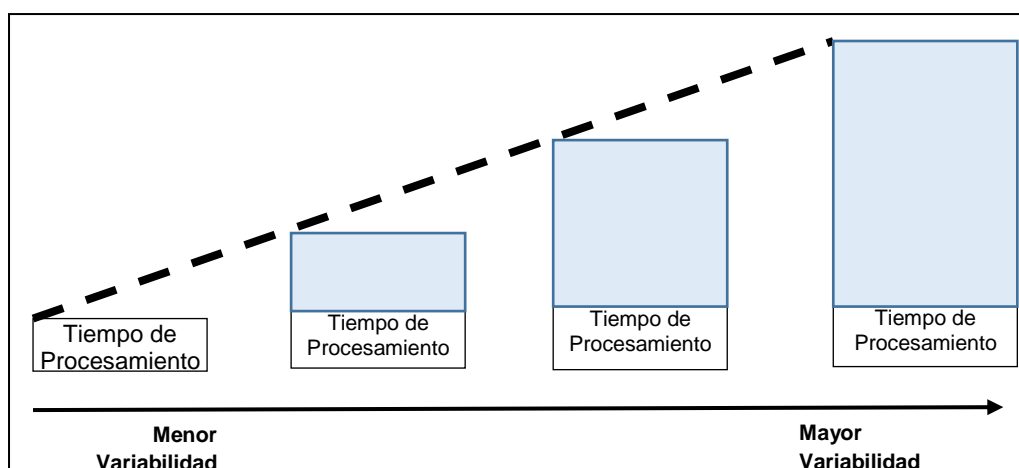 Tiempo de
Procesamiento
Tiempo de
Procesamiento
Tiempo de
Procesamiento
Tiempo de
Procesamiento
Menor
Variabilidad
Mayor
Variabilidad